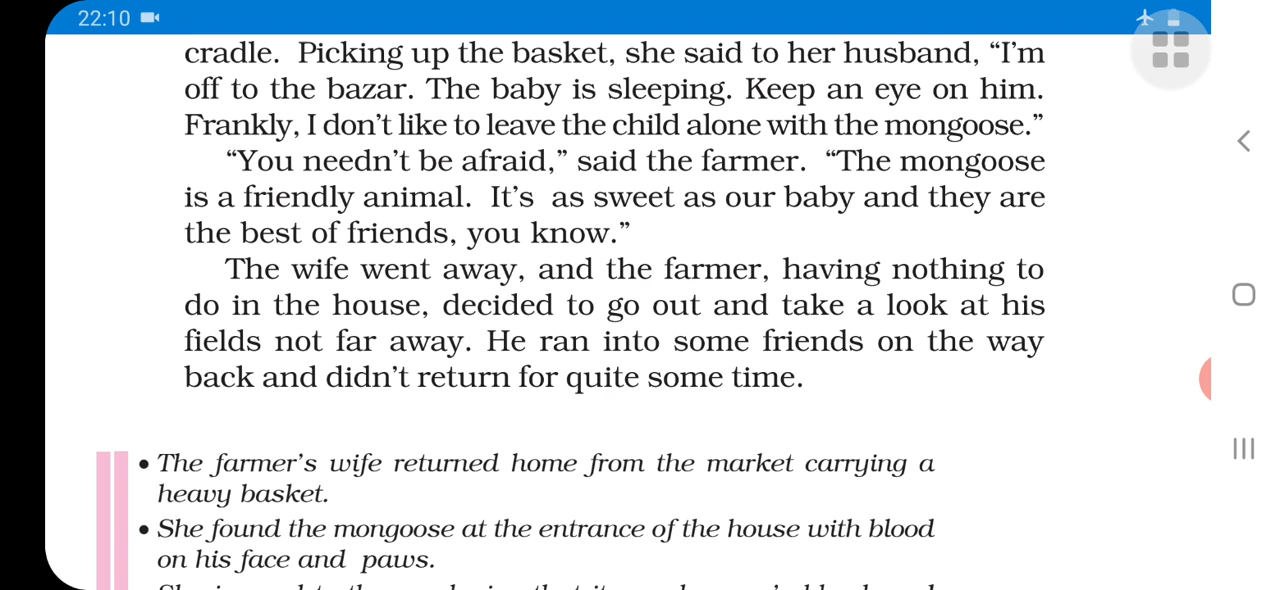 22:10
cradle. Picking up the basket, she said to her husband, “I’m
off to the bazar. The baby is sleeping. Keep an eye on him.
Frankly, I don’t like to leave the child alone with the mongoose.”
“You needn’t be afraid,” said the farmer. “The mongoose
is a friendly animal. It’s as sweet as our baby and they are
the best of friends, you know.”
The wife went away, and the farmer, having nothing to
do in the house, decided to go out and take a look at his
fields not far away. He ran into some friends on the way
back and didn’t return for quite some time.
• The farmer’s wife returned home from the market carrying a
heavy basket.
• She found the mongoose at the entrance of the house with blood
on his face and paws.